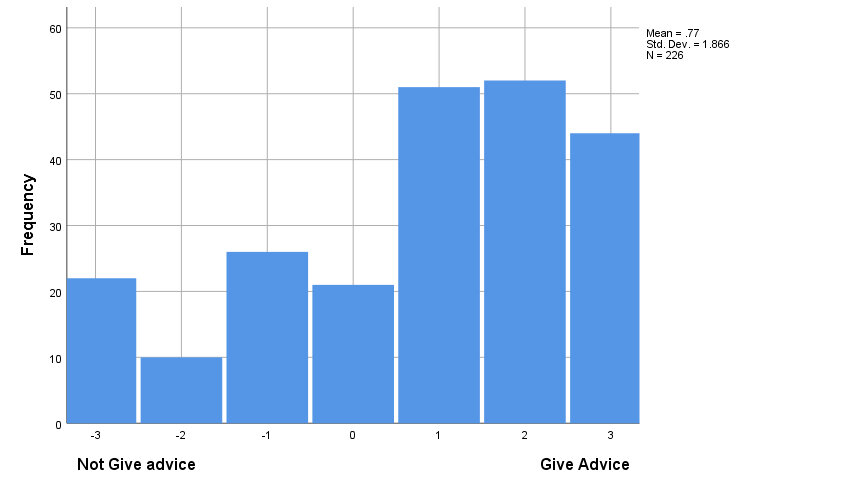 60
50
40
30
20
10
0
Frequency
-3 -2 -1 0 1 2 3
Not Give advice Give Advice
Mean = .77
Std. Dev. = 1.866
N = 226